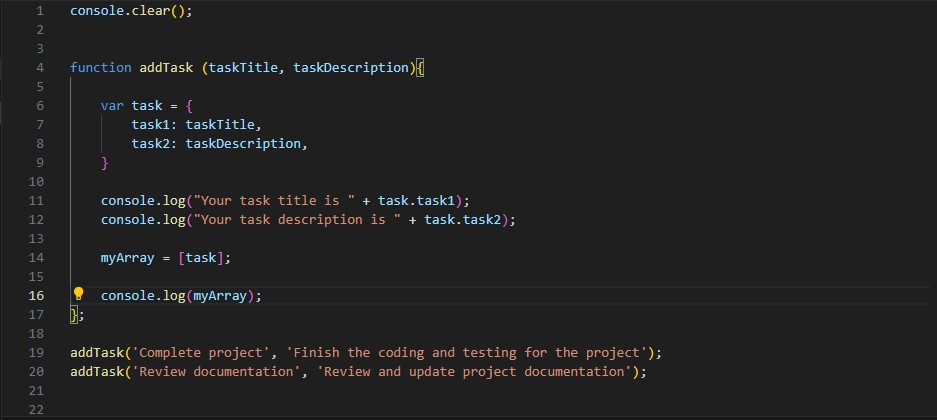 1 console.clear();
2
3
4 function addTask (taskTitle, taskDescription){
5
6 var task = {
7 task1: taskTitle,
8 task2: taskDescription,
9 }
10
11 console.log("Your task title is " + task.task1);
12 console.log("Your task description is " + task.task2);
13
14 myArray = [task];
15
16 console.log(myArray);
17 };
18
19 addTask('Complete project', 'Finish the coding and testing for the project');
20 addTask('Review documentation', 'Review and update project documentation');
21
22